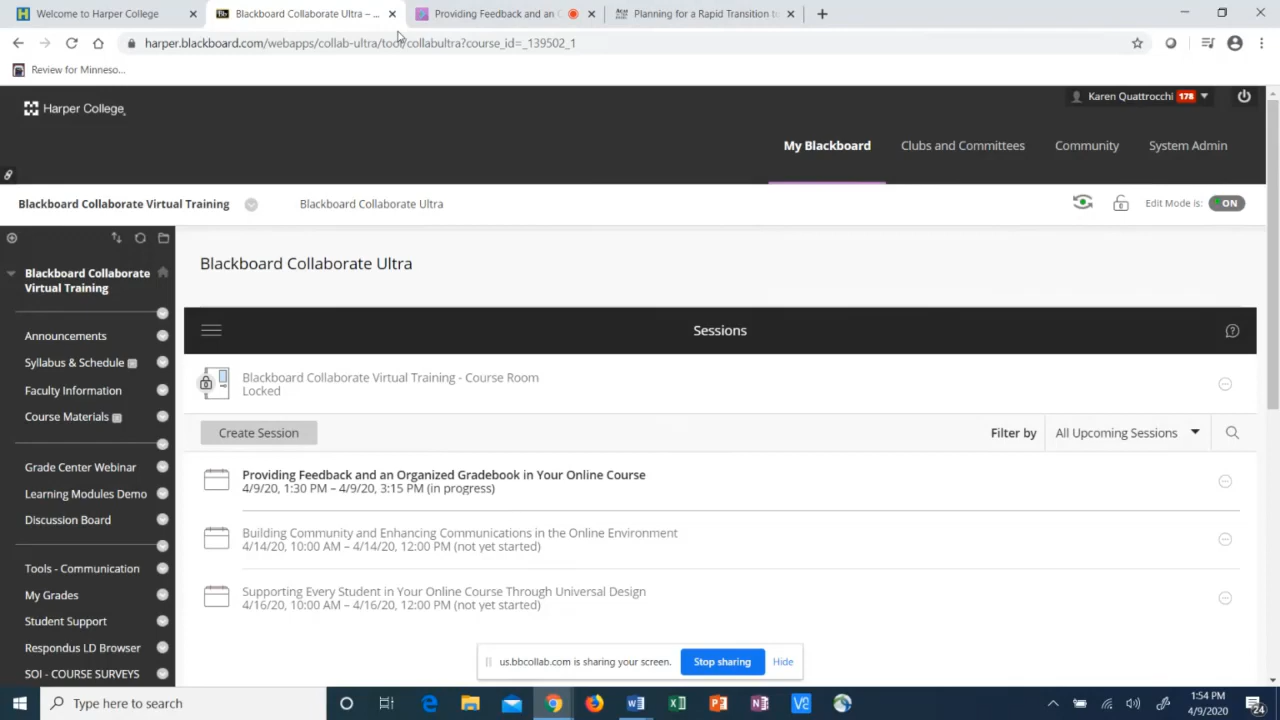 Welcome to Harper College
Blackboard Collaborate Ultra – ...
Providing Feedback and an
Planning for a Rapid Transition to
harper.blackboard.com/webapps/collab-ultra/tool/collabultra?course_id=_139502_1
Review for Minneso...
Harper College
Karen Quattrocchi 178
My Blackboard
Clubs and Committees
Community
System Admin
Blackboard Collaborate Virtual Training
Blackboard Collaborate Ultra
Edit Mode is: ON
Blackboard Collaborate
Virtual Training
Announcements
Syllabus & Schedule
Faculty Information
Course Materials
Grade Center Webinar
Learning Modules Demo
Discussion Board
Tools - Communication
My Grades
Student Support
Respondus LD Browser
SOI - COURSE SURVEYS
Blackboard Collaborate Ultra
Sessions
Blackboard Collaborate Virtual Training - Course Room
Locked
Create Session
Filter by
All Upcoming Sessions
Providing Feedback and an Organized Gradebook in Your Online Course
4/9/20, 1:30 PM – 4/9/20, 3:15 PM (in progress)
Building Community and Enhancing Communications in the Online Environment
4/14/20, 10:00 AM – 4/14/20, 12:00 PM (not yet started)
Supporting Every Student in Your Online Course Through Universal Design
4/16/20, 10:00 AM – 4/16/20, 12:00 PM (not yet started)
us.bbcollab.com is sharing your screen.
Stop sharing
Hide
Type here to search
1:54 PM
4/9/2020
24